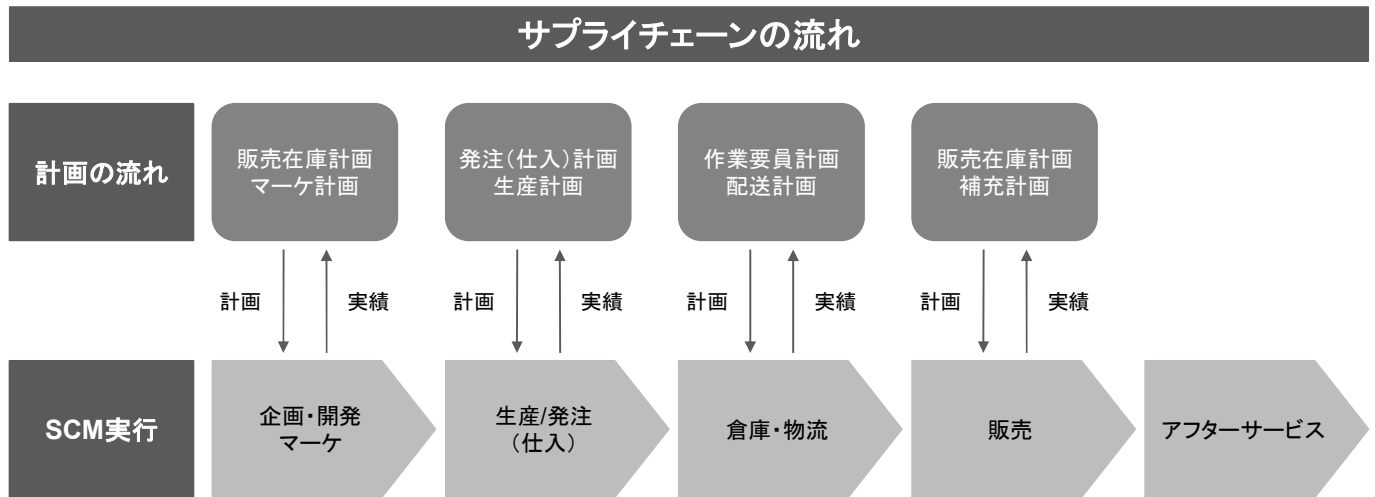 サプライチェーンの流れ
計画の流れ
販売在庫計画
マーケ計画
発注(仕入)計画
生産計画
作業要員計画
配送計画
販売在庫計画
補充計画
計画
実績
計画
実績
計画
実績
計画
実績
SCM実行
企画・開発
マーケ
生産/発注
(仕入)
倉庫・物流
販売
アフターサービス